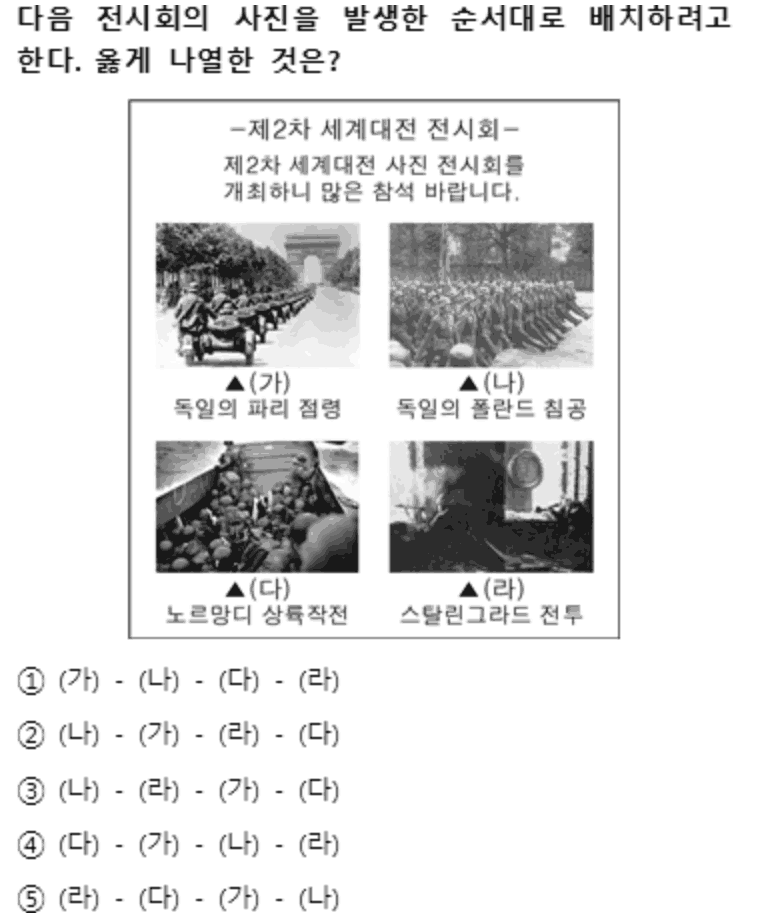 다음 전시회의 사진을 발생한 순서대로 배치하려고
한다. 옳게 나열한 것은?
-제2차 세계대전 전시회-
제2차 세계대전 사진 전시회를
개최하니 많은 참석 바랍니다.
▲(가)
독일의 파리 점령
▲(나)
독일의 폴란드 침공
▲(다)
노르망디 상륙작전
▲(라)
스탈린그라드 전투
① (가) - (나) - (다) - (라)
② (나) - (가) - (라) - (다)
③ (나) - (라) - (가) - (다)
④ (다) - (가) - (나) - (라)
⑤ (라) - (다) - (가) - (나)